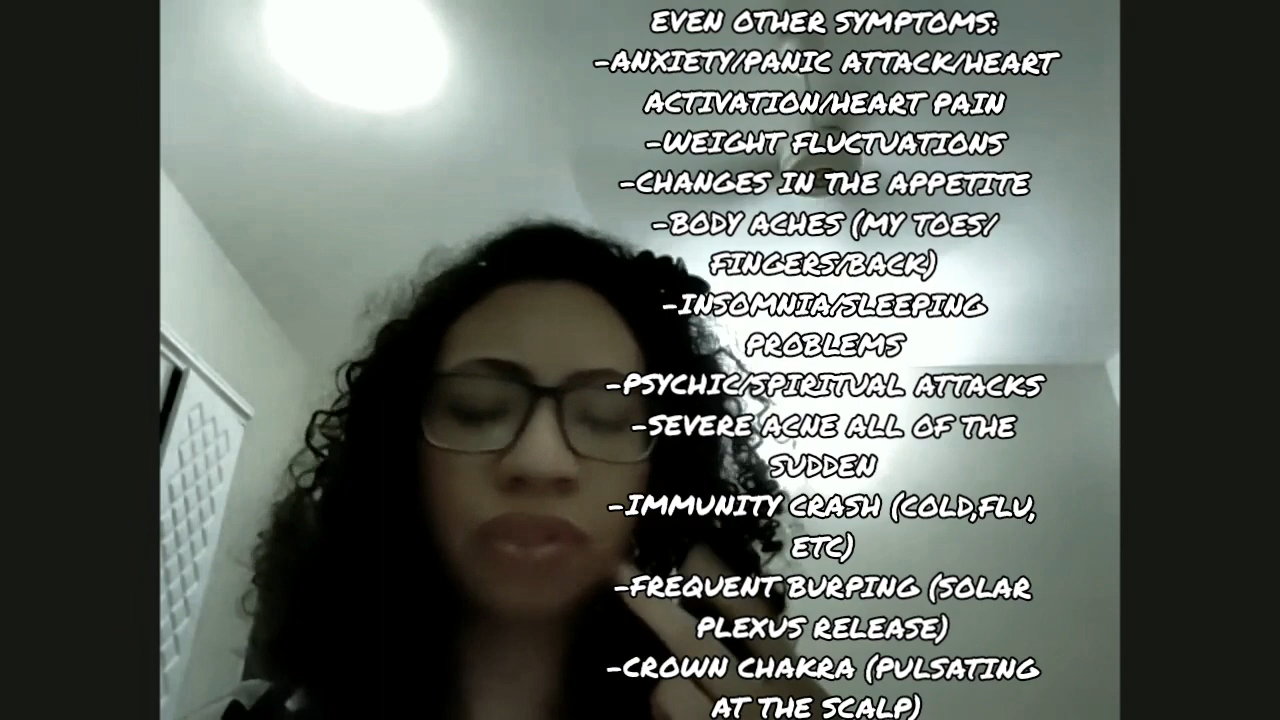 EVEN OTHER SYMPTOMS:
-ANXIETY/PANIC ATTACK/HEART
ACTIVATION/HEART PAIN
-WEIGHT FLUCTUATIONS
-CHANGES IN THE APPETITE
-BODY ACHES (MY TOES/
FINGERS/BACK)
-INSOMNIA/SLEEPING
PROBLEMS
-PSYCHIC/SPIRITUAL ATTACKS
-SEVERE ACNE ALL OF THE
SUDDEN
-IMMUNITY CRASH (COLD,FLU,
ETC)
-FREQUENT BURPING (SOLAR
PLEXUS RELEASE)
-CROWN CHAKRA (PULSATING
AT THE SCALP)